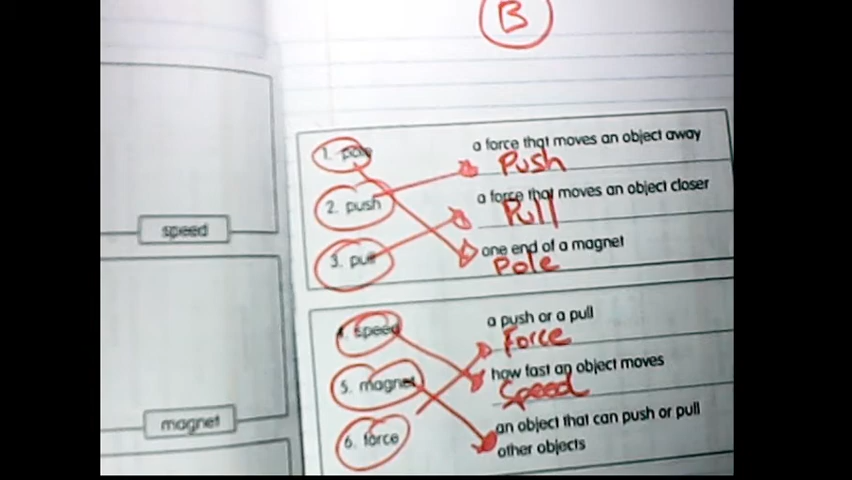 B
1. pole
a force that moves an object away
Push
2. push
a force that moves an object closer
Pull
3. pull
one end of a magnet
Pole
speed
4. speed
a push or a pull
Force
5. magnet
how fast an object moves
Speed
6. force
an object that can push or pull
other objects
magnet